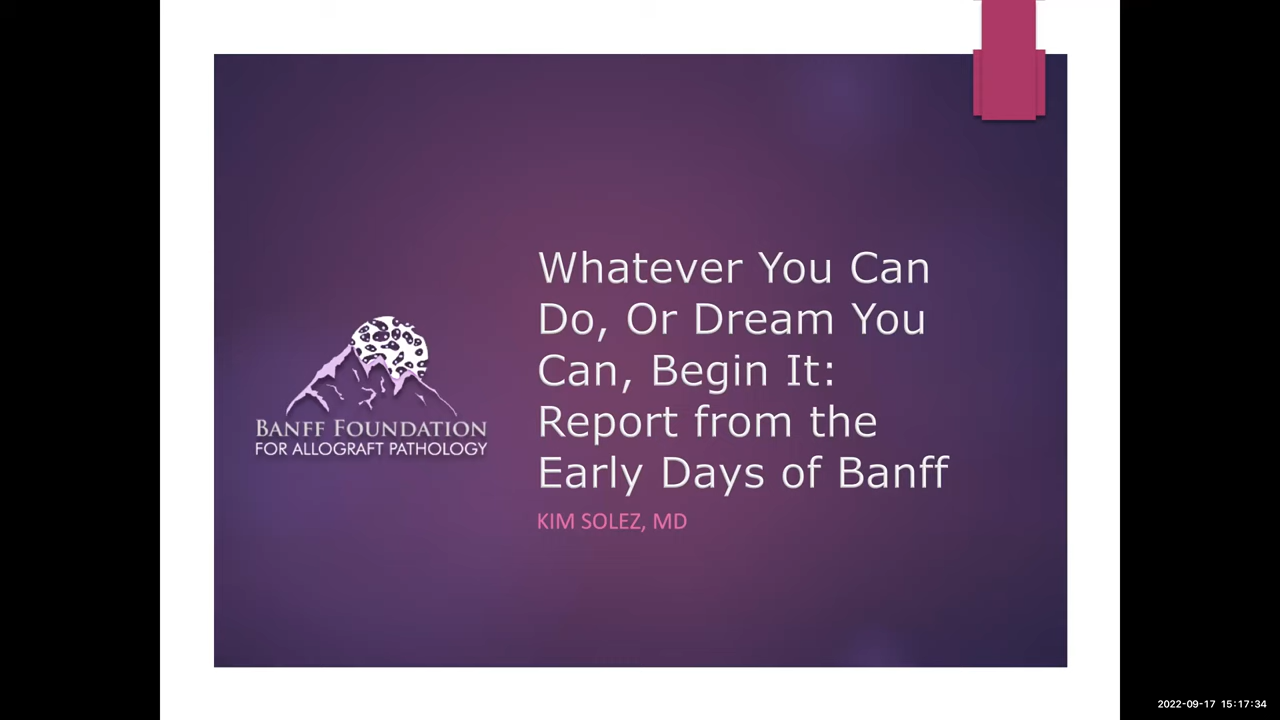 Whatever You Can
Do, Or Dream You
Can, Begin It:
Report from the
Early Days of Banff
KIM SOLEZ, MD
BANFF FOUNDATION
FOR ALLOGRAFT PATHOLOGY
2022-09-17 15:17:34